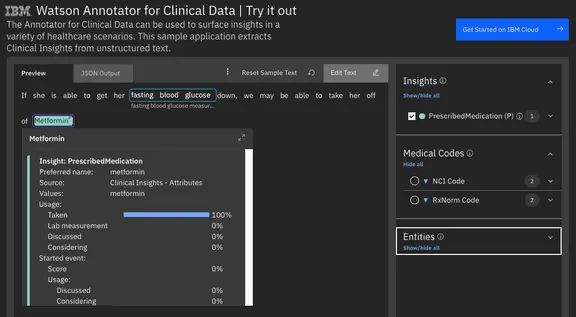 IBM Watson Annotator for Clinical Data | Try it out
The Annotator for Clinical Data can be used to surface insights in a
variety of healthcare scenarios. This sample application extracts
Clinical Insights from unstructured text.
Get Started on IBM Cloud
Preview
JSON Output
Reset Sample Text
Edit Text
If she is able to get her fasting blood glucose down, we may be able to take her off
fasting blood glucose measur...
of Metformin
Metformin
Insight: PrescribedMedication
Preferred name: metformin
Source: Clinical Insights - Attributes
Values: metformin
Usage:
Taken 100%
Lab measurement 0%
Discussed 0%
Considering 0%
Started event:
Score 0%
Usage:
Discussed 0%
Considering 0%
Insights
Show/hide all
PrescribedMedication (P) 1
Medical Codes
Hide all
NCI Code 2
RxNorm Code 2
Entities
Show/hide all